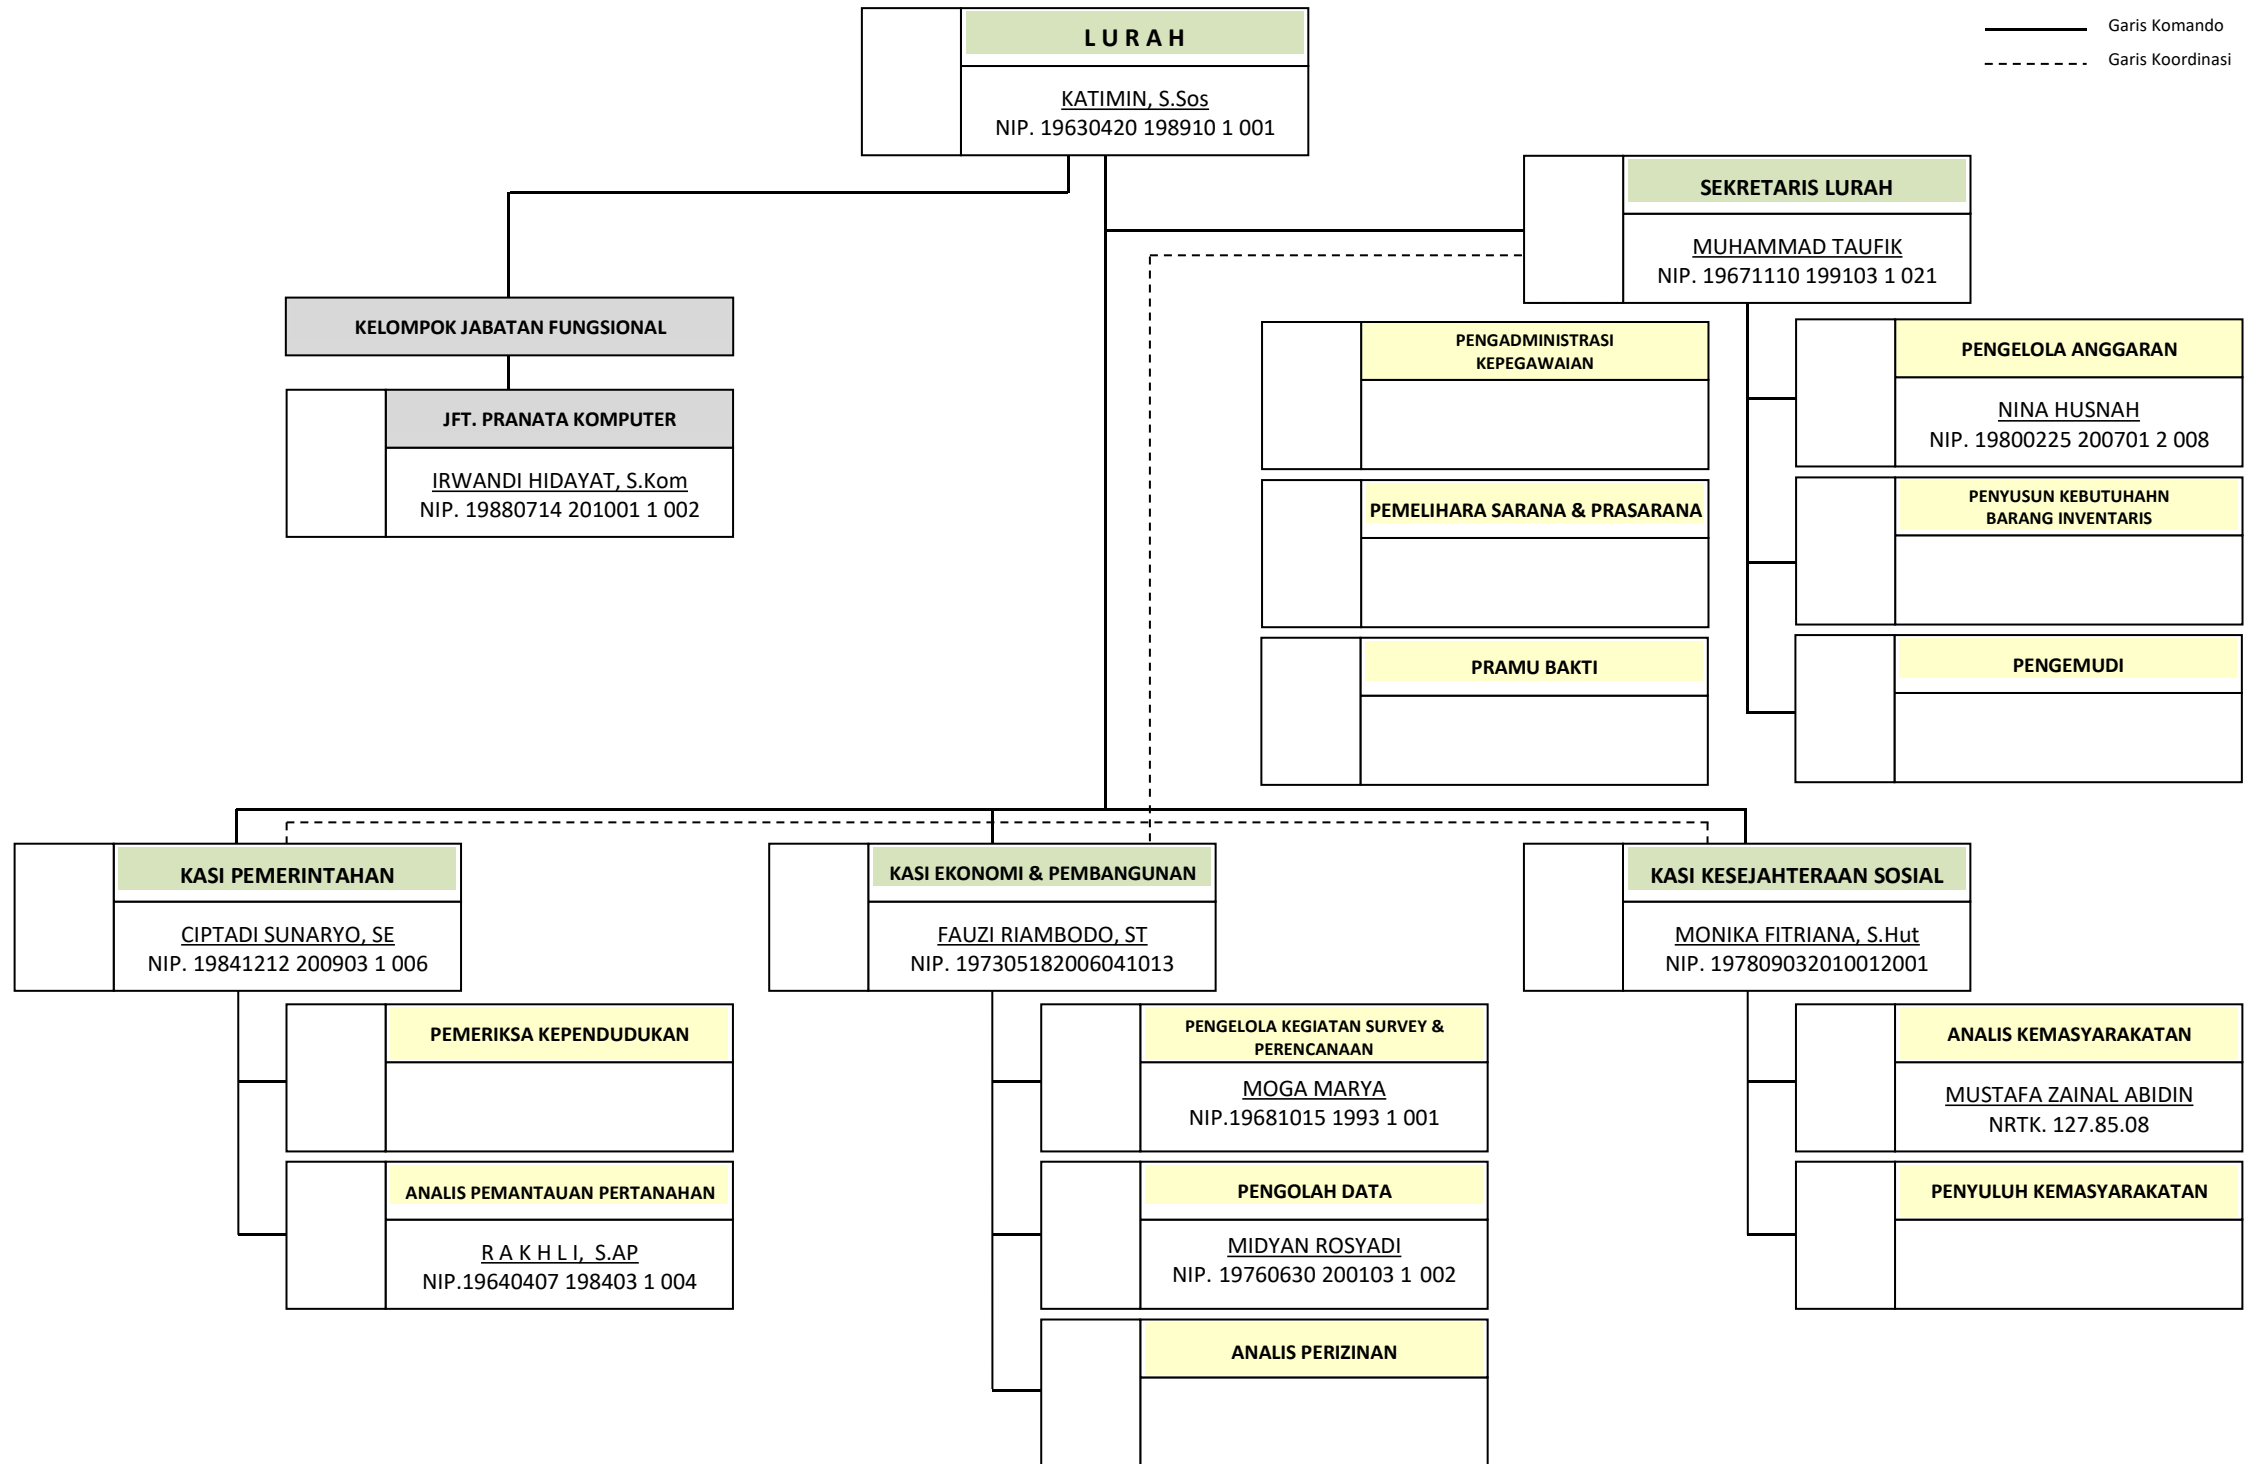 L U R A H
KATIMIN, S.Sos
NIP. 19630420 198910 1 001
Garis Komando
Garis Koordinasi
SEKRETARIS LURAH
MUHAMMAD TAUFIK
NIP. 19671110 199103 1 021
KELOMPOK JABATAN FUNGSIONAL
JFT. PRANATA KOMPUTER
IRWANDI HIDAYAT, S.Kom
NIP. 19880714 201001 1 002
PENGADMINISTRASI
KEPEGAWAIAN
PENGELOLA ANGGARAN
NINA HUSNAH
NIP. 19800225 200701 2 008
PEMELIHARA SARANA & PRASARANA
PENYUSUN KEBUTUHAHN
BARANG INVENTARIS
PRAMU BAKTI
PENGEMUDI
KASI PEMERINTAHAN
CIPTADI SUNARYO, SE
NIP. 19841212 200903 1 006
KASI EKONOMI & PEMBANGUNAN
FAUZI RIAMBODO, ST
NIP. 197305182006041013
KASI KESEJAHTERAAN SOSIAL
MONIKA FITRIANA, S.Hut
NIP. 197809032010012001
PEMERIKSA KEPENDUDUKAN
ANALIS PEMANTAUAN PERTANAHAN
R A K H L I, S.AP
NIP.19640407 198403 1 004
PENGELOLA KEGIATAN SURVEY &
PERENCANAAN
MOGA MARYA
NIP.19681015 1993 1 001
PENGOLAH DATA
MIDYAN ROSYADI
NIP. 19760630 200103 1 002
ANALIS PERIZINAN
ANALIS KEMASYARAKATAN
MUSTAFA ZAINAL ABIDIN
NRTK. 127.85.08
PENYULUH KEMASYARAKATAN